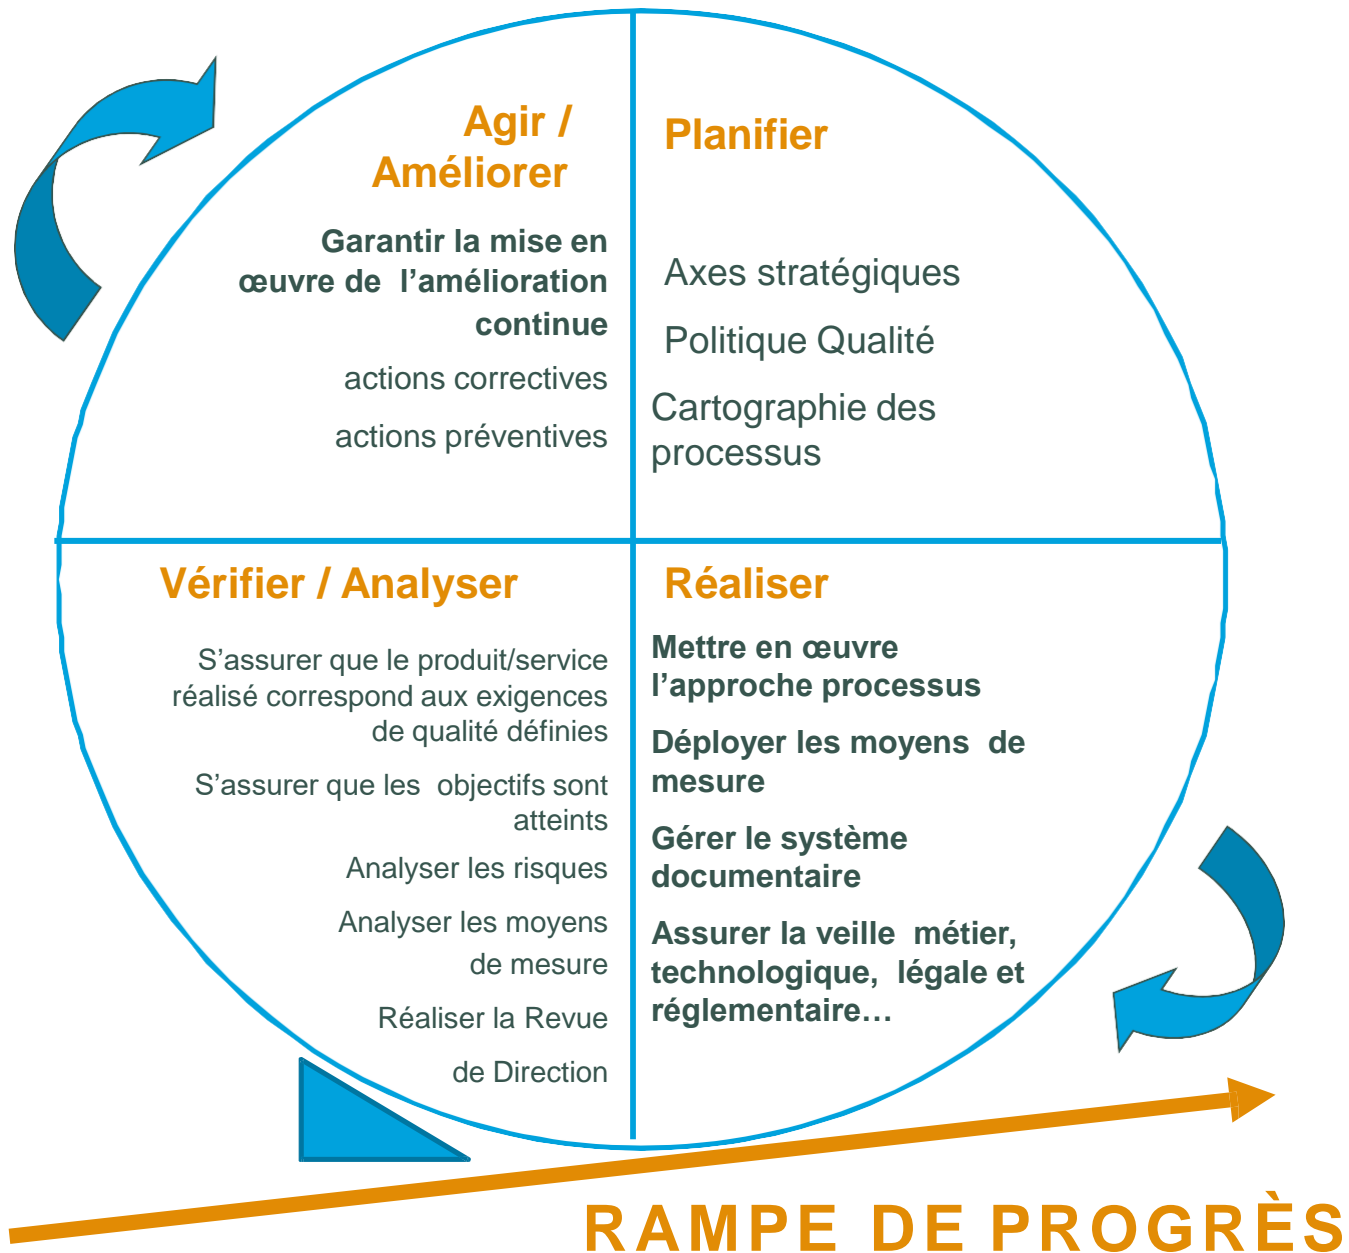 Agir /
Améliorer
Garantir la mise en
œuvre de l’amélioration
continue
actions correctives
actions préventives
Planifier
Axes stratégiques
Politique Qualité
Cartographie des
processus
Vérifier / Analyser
S’assurer que le produit/service
réalisé correspond aux exigences
de qualité définies
S’assurer que les objectifs sont
atteints
Analyser les risques
Analyser les moyens
de mesure
Réaliser la Revue
de Direction
Réaliser
Mettre en œuvre
l’approche processus
Déployer les moyens de
mesure
Gérer le système
documentaire
Assurer la veille métier,
technologique, légale et
réglementaire…
RAMPE DE PROGRÈS